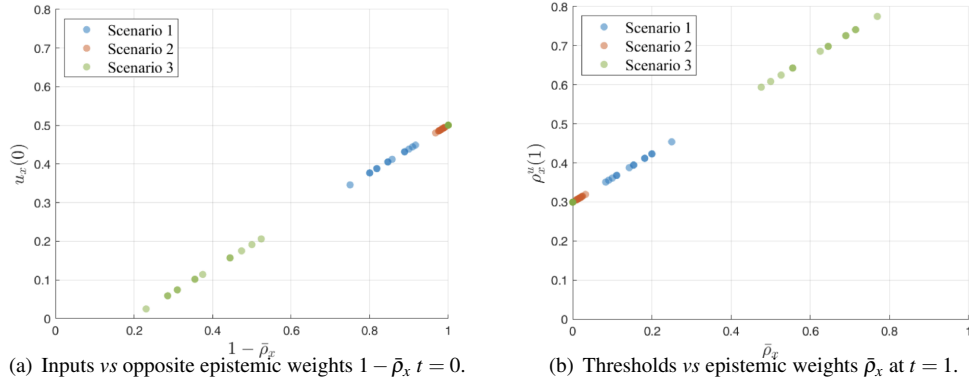 0.8
0.7
0.6
0.5
0.4
0.3
0.2
0.1
0
u_x(0)
Scenario 1
Scenario 2
Scenario 3
0 0.2 0.4 0.6 0.8 1
1 − ρ̄_x
(a) Inputs vs opposite epistemic weights 1 − ρ̄_x t = 0.
0.8
0.7
0.6
0.5
0.4
0.3
0.2
0.1
0
ρ_x^u(1)
Scenario 1
Scenario 2
Scenario 3
0 0.2 0.4 0.6 0.8 1
ρ̄_x
(b) Thresholds vs epistemic weights ρ̄_x at t = 1.